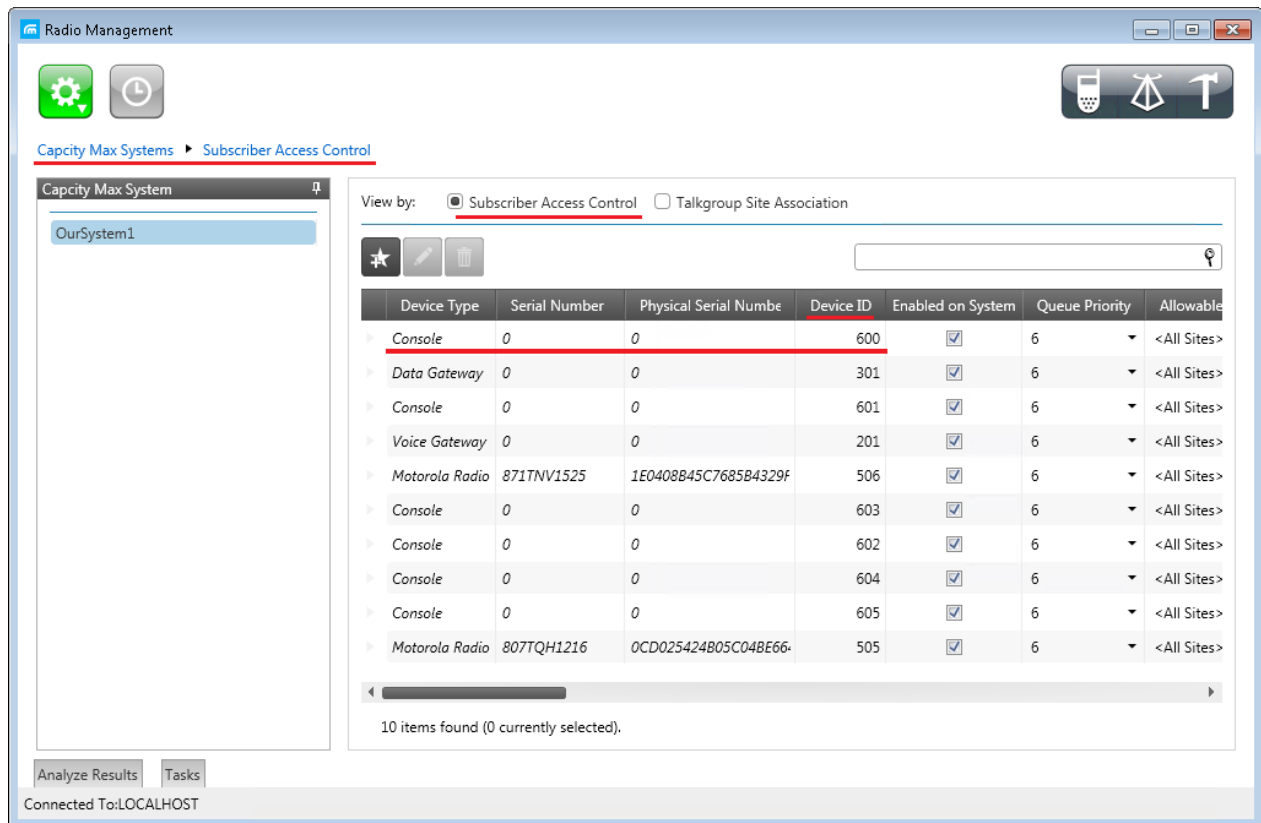 Radio Management
Capcity Max Systems ▸ Subscriber Access Control
Capcity Max System
OurSystem1
View by: Subscriber Access Control Talkgroup Site Association
Device Type Serial Number Physical Serial Numbe Device ID Enabled on System Queue Priority Allowable
Console 0 0 600 6 <All Sites>
Data Gateway 0 0 301 6 <All Sites>
Console 0 0 601 6 <All Sites>
Voice Gateway 0 0 201 6 <All Sites>
Motorola Radio 871TNV1525 1E0408B45C7685B4329F 506 6 <All Sites>
Console 0 0 603 6 <All Sites>
Console 0 0 602 6 <All Sites>
Console 0 0 604 6 <All Sites>
Console 0 0 605 6 <All Sites>
Motorola Radio 807TQH1216 0CD025424B05C04BE664 505 6 <All Sites>
10 items found (0 currently selected).
Analyze Results Tasks
Connected To:LOCALHOST